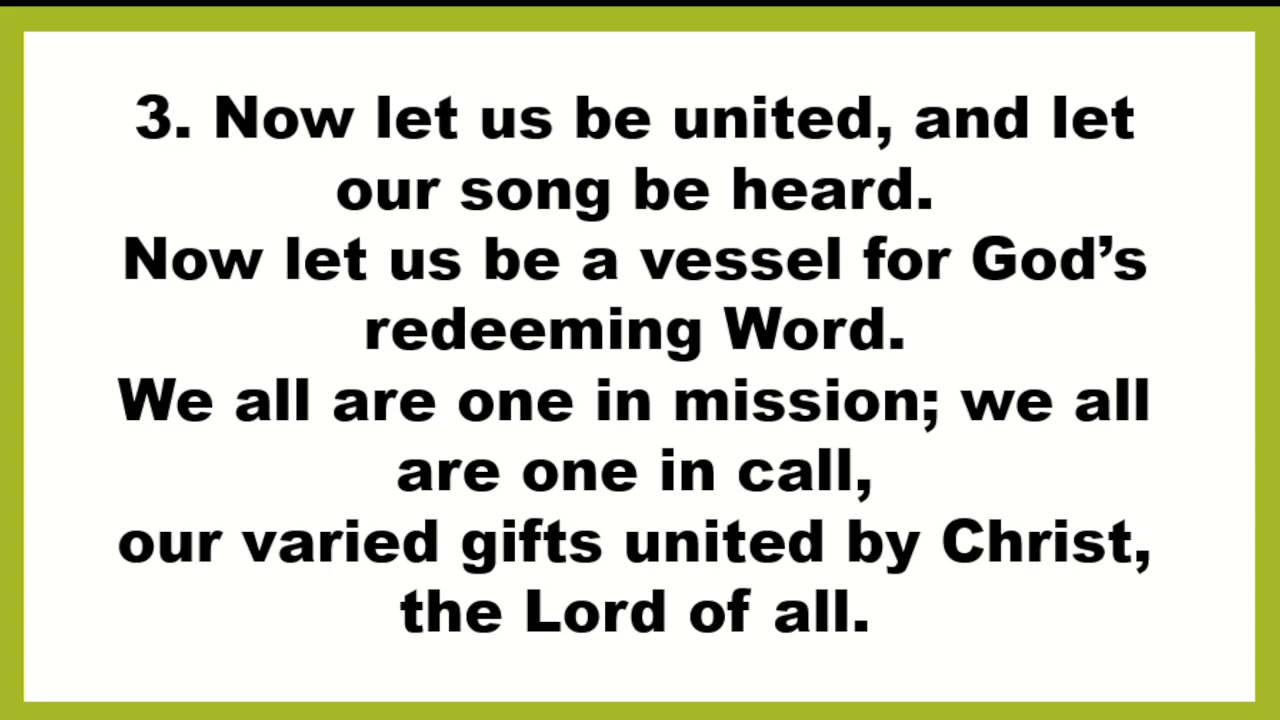 3. Now let us be united, and let
our song be heard.
Now let us be a vessel for God’s
redeeming Word.
We all are one in mission; we all
are one in call,
our varied gifts united by Christ,
the Lord of all.